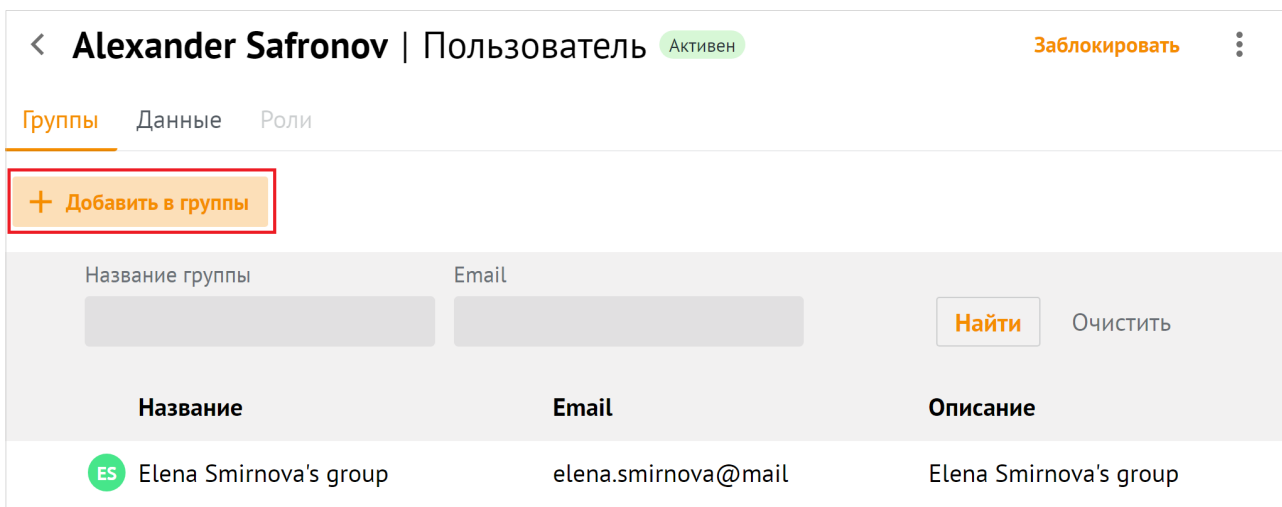 Alexander Safronov | Пользователь Активен Заблокировать
Группы Данные Роли
+ Добавить в группы
Название группы Email
Найти Очистить
Название Email Описание
ES Elena Smirnova's group elena.smirnova@mail Elena Smirnova's group